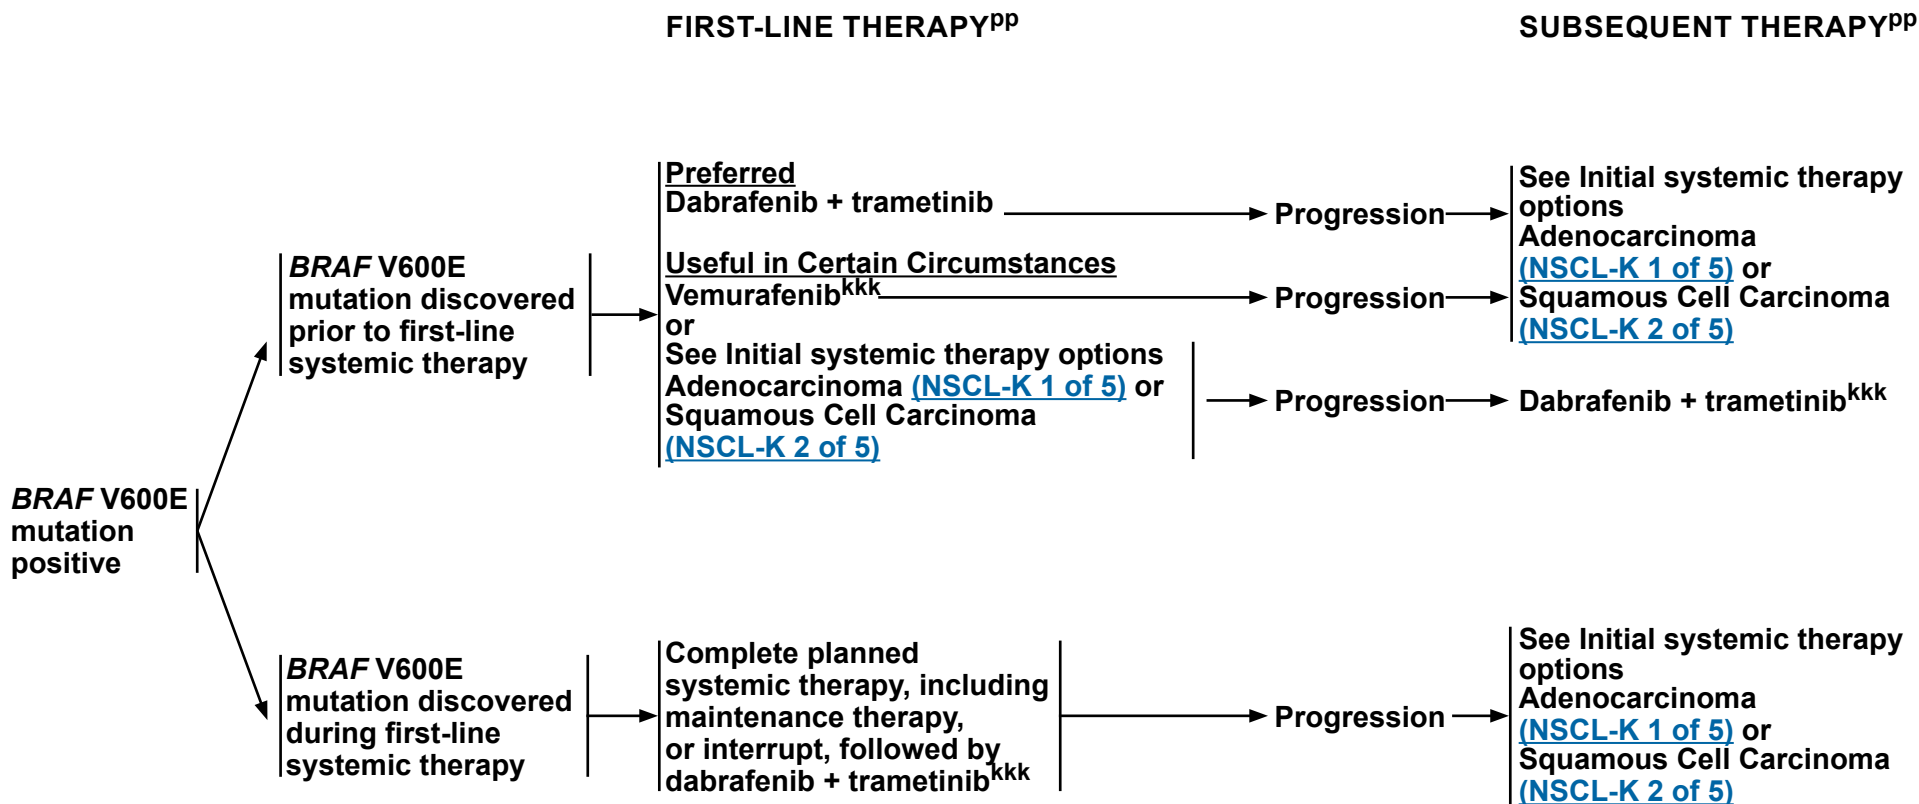 FIRST-LINE THERAPYpp
SUBSEQUENT THERAPYpp
BRAF V600E
mutation
positive
BRAF V600E
mutation discovered
prior to first-line
systemic therapy
Preferred
Dabrafenib + trametinib
Useful in Certain Circumstances
Vemurafenibkkk
or
See Initial systemic therapy options
Adenocarcinoma (NSCL-K 1 of 5) or
Squamous Cell Carcinoma
(NSCL-K 2 of 5)
Progression
Progression
Progression
See Initial systemic therapy
options
Adenocarcinoma
(NSCL-K 1 of 5) or
Squamous Cell Carcinoma
(NSCL-K 2 of 5)
Dabrafenib + trametinibkkk
BRAF V600E
mutation discovered
during first-line
systemic therapy
Complete planned
systemic therapy, including
maintenance therapy,
or interrupt, followed by
dabrafenib + trametinibkkk
Progression
See Initial systemic therapy
options
Adenocarcinoma
(NSCL-K 1 of 5) or
Squamous Cell Carcinoma
(NSCL-K 2 of 5)